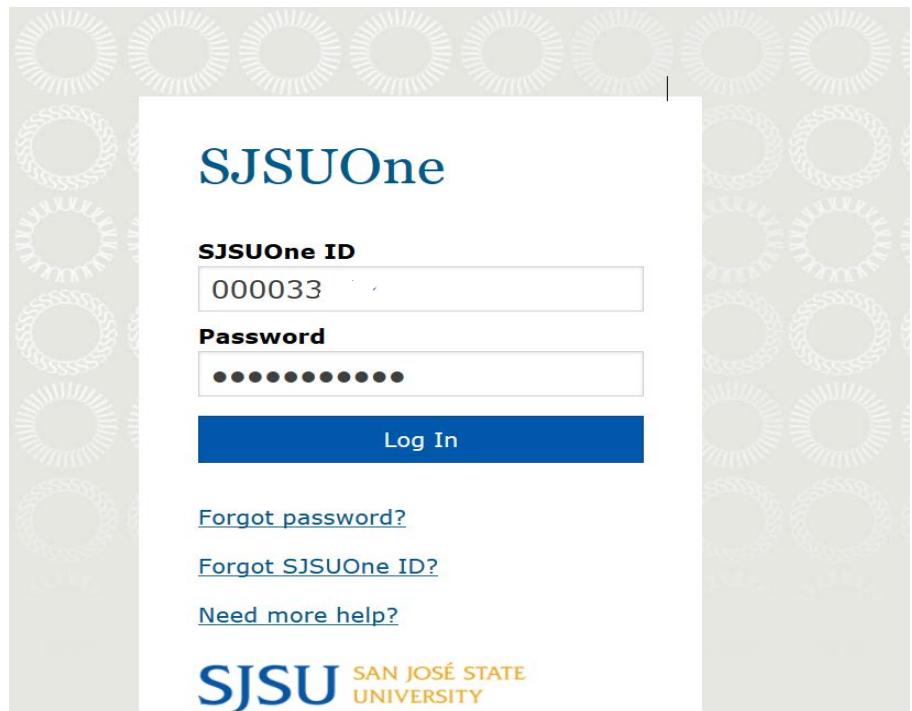 SJSUOne
SJSUOne ID
000033
Password
●●●●●●●●●●●
Log In
Forgot password?
Forgot SJSUOne ID?
Need more help?
SJSU SAN JOSÉ STATE
UNIVERSITY